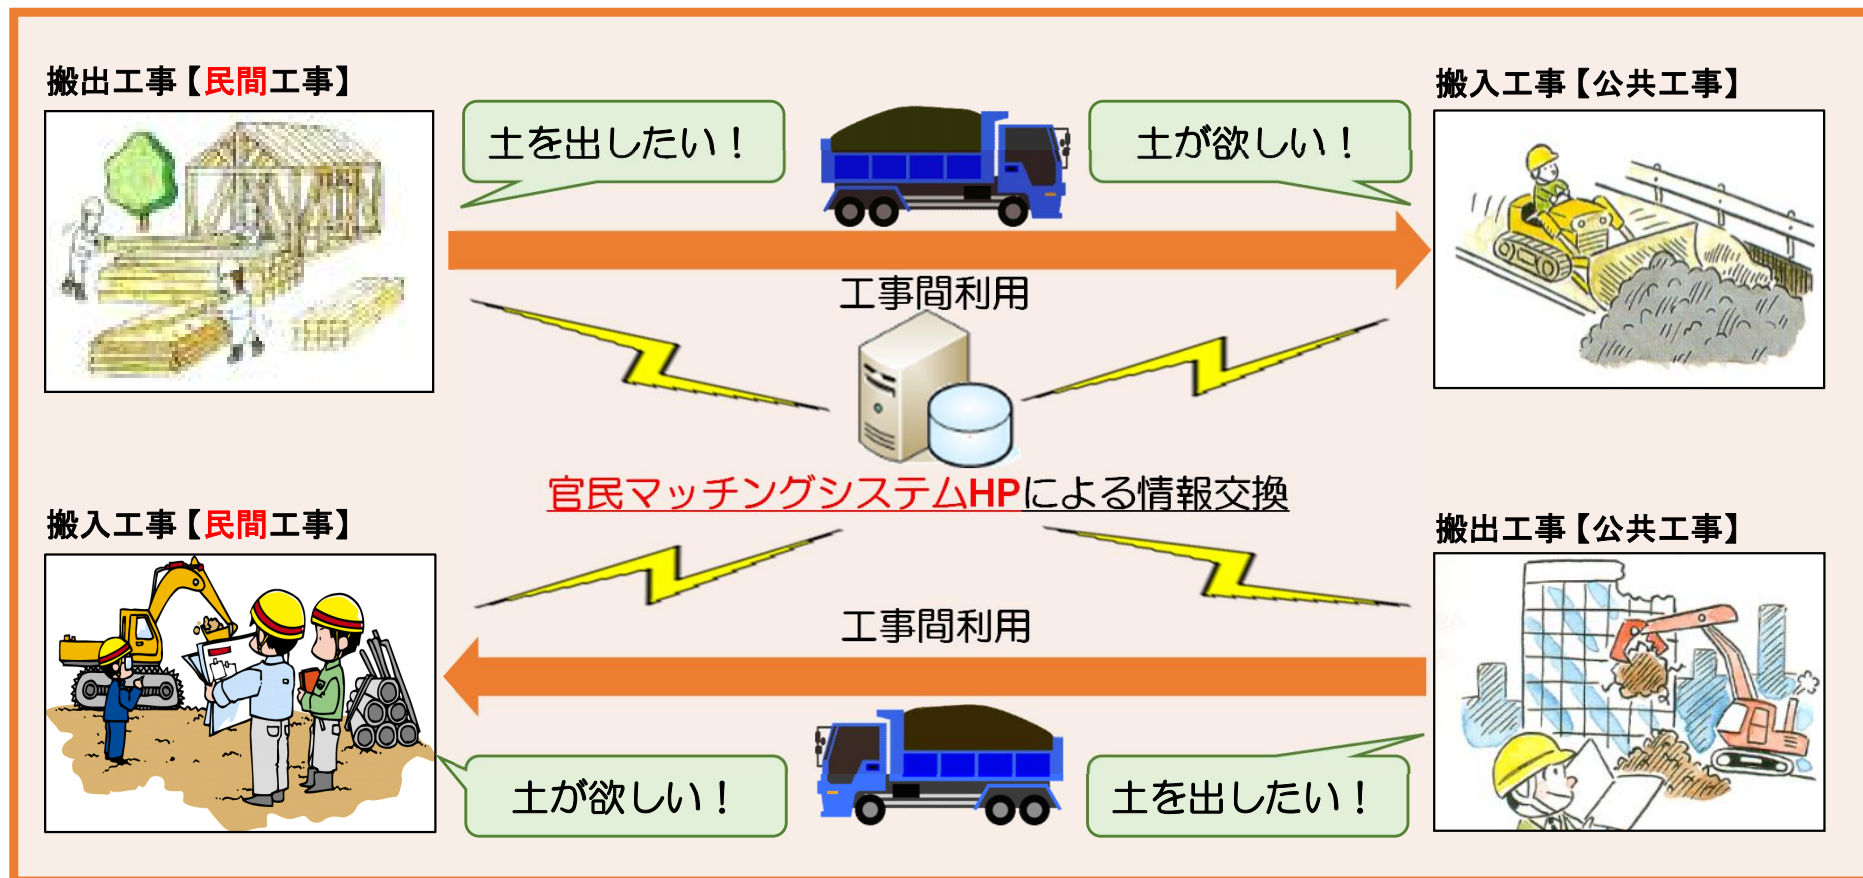 搬出工事【民間工事】
搬入工事【公共工事】
土を出したい！
土が欲しい！
工事間利用
官民マッチングシステムHPによる情報交換
搬入工事【民間工事】
搬出工事【公共工事】
工事間利用
土が欲しい！
土を出したい！